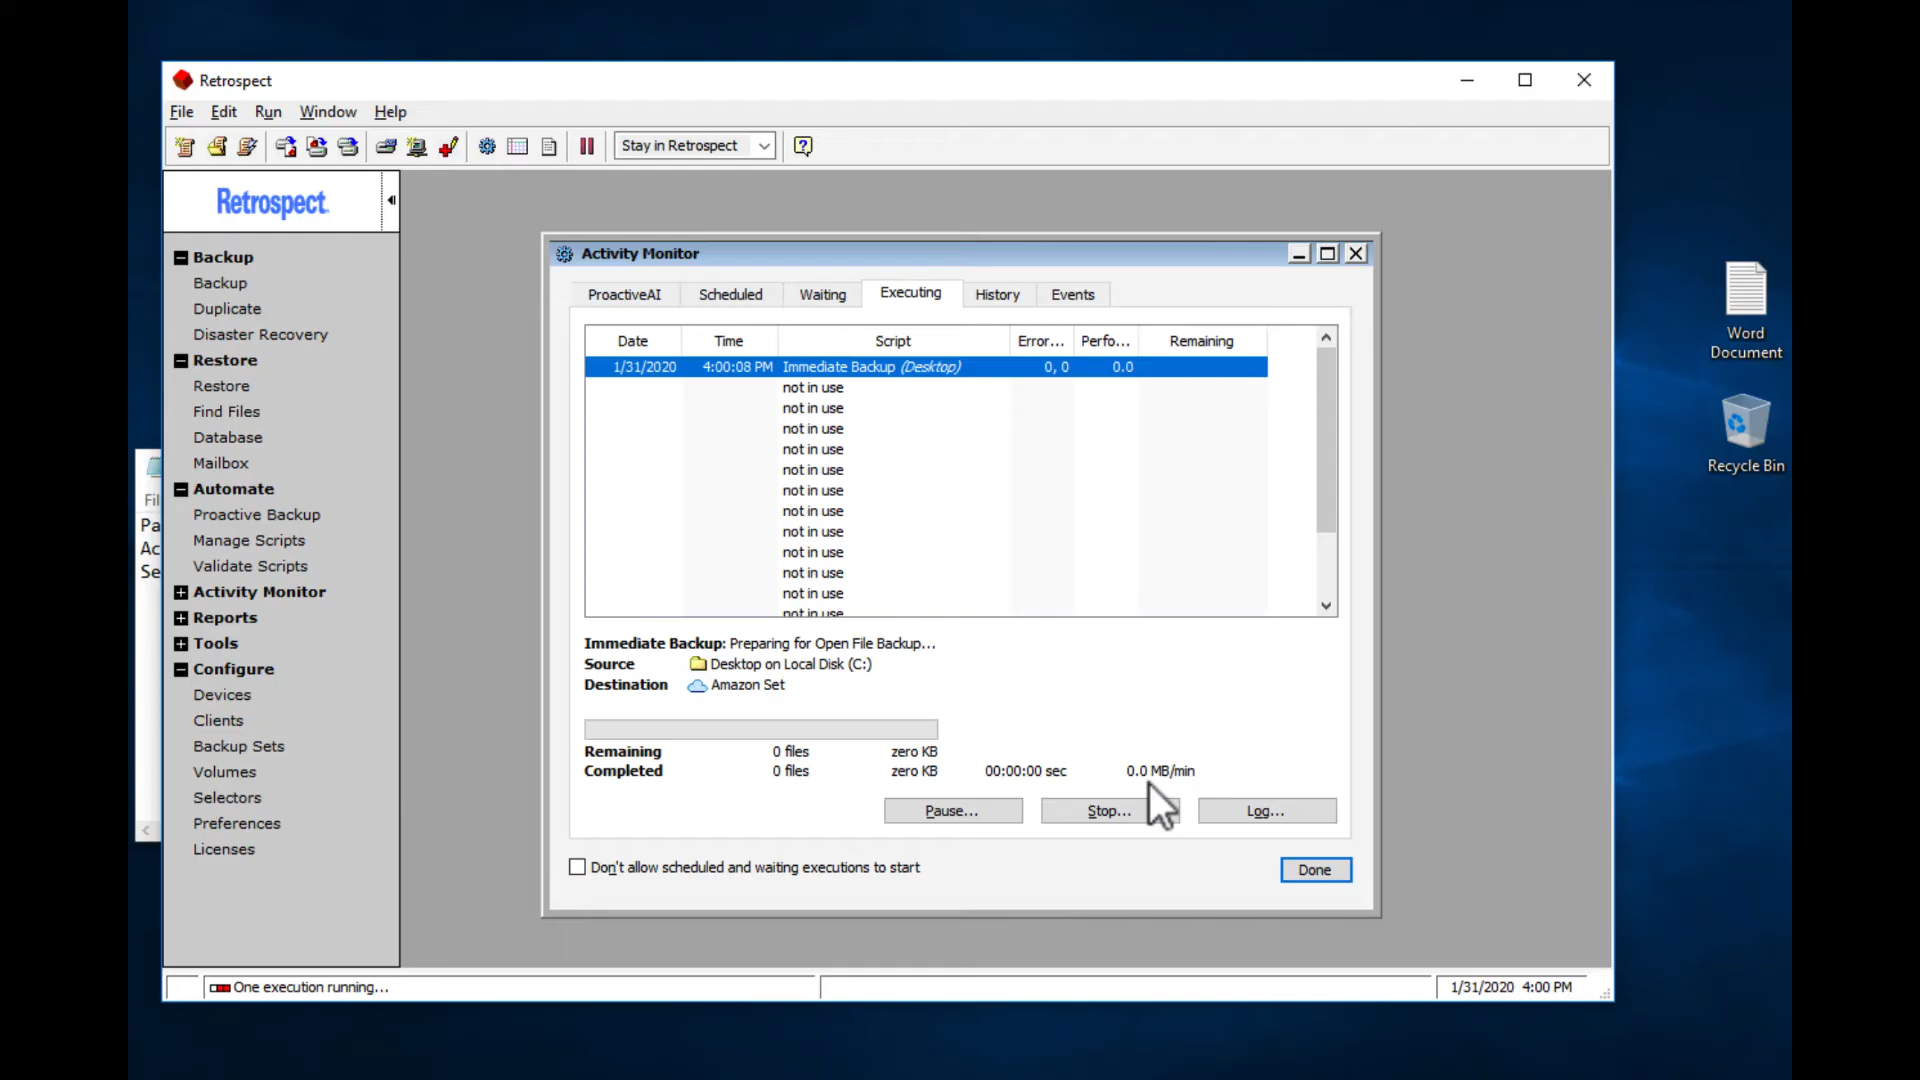 Retrospect
File Edit Run Window Help
Stay in Retrospect
Retrospect
Backup
Backup
Duplicate
Disaster Recovery
Restore
Restore
Find Files
Database
Mailbox
Automate
Proactive Backup
Manage Scripts
Validate Scripts
Activity Monitor
Reports
Tools
Configure
Devices
Clients
Backup Sets
Volumes
Selectors
Preferences
Licenses
Fil
Pa
Ac
Se
Activity Monitor
ProactiveAI Scheduled Waiting Executing History Events
Date Time Script Error... Perfo... Remaining
1/31/2020 4:00:08 PM Immediate Backup (Desktop) 0, 0 0.0
not in use
not in use
not in use
not in use
not in use
not in use
not in use
not in use
not in use
not in use
not in use
not in use
Immediate Backup: Preparing for Open File Backup...
Source Desktop on Local Disk (C:)
Destination Amazon Set
Remaining 0 files zero KB
Completed 0 files zero KB 00:00:00 sec 0.0 MB/min
Pause... Stop... Log...
Don't allow scheduled and waiting executions to start
Done
One execution running...
1/31/2020 4:00 PM
Word
Document
Recycle Bin